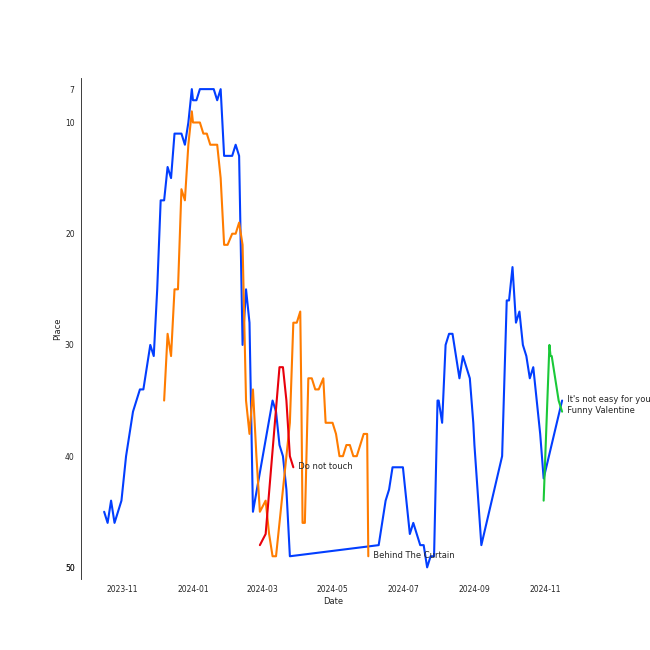 7
10
20
30
40
50
Place
It's not easy for you
Funny Valentine
Do not touch
Behind The Curtain
2023-11
2024-01
2024-03
2024-05
2024-07
2024-09
2024-11
Date